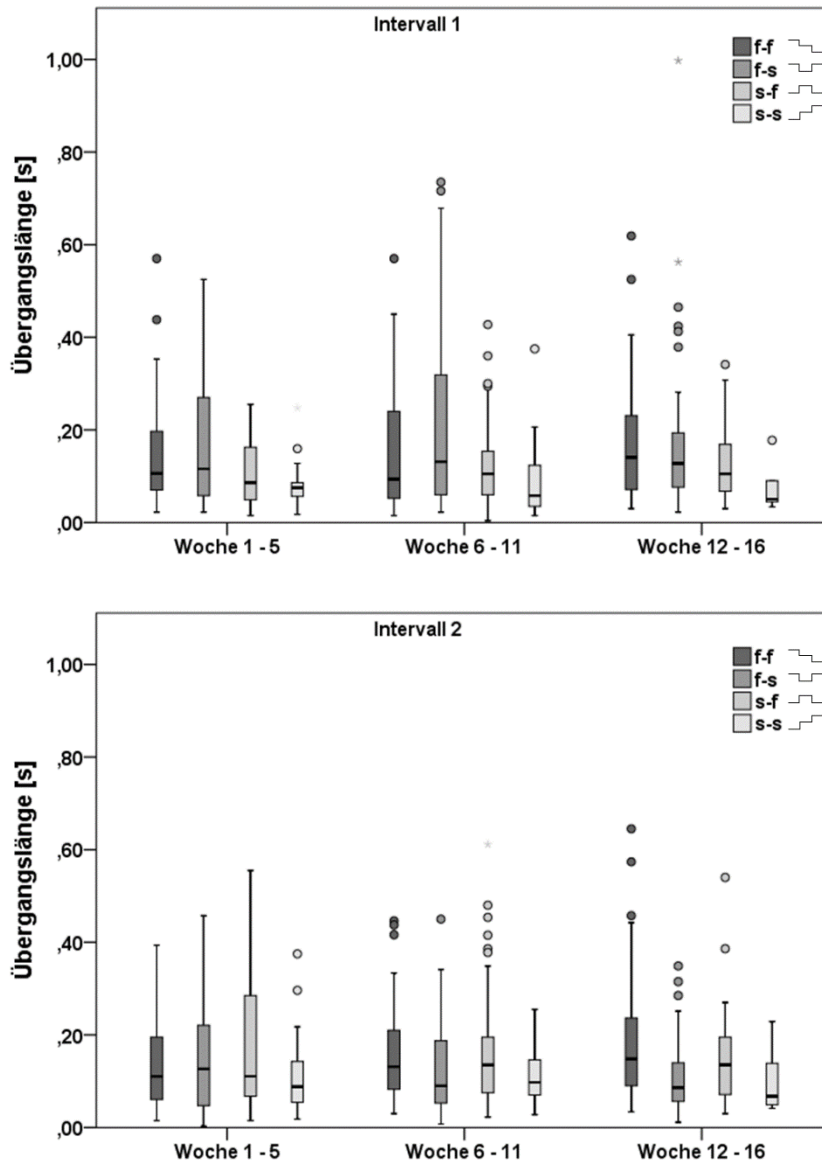 Intervall 1
f-f
f-s
s-f
s-s
Übergangslänge [s]
1,00
,80
,60
,40
,20
,00
Woche 1 - 5
Woche 6 - 11
Woche 12 - 16
Intervall 2
f-f
f-s
s-f
s-s
Übergangslänge [s]
1,00
,80
,60
,40
,20
,00
Woche 1 - 5
Woche 6 - 11
Woche 12 - 16